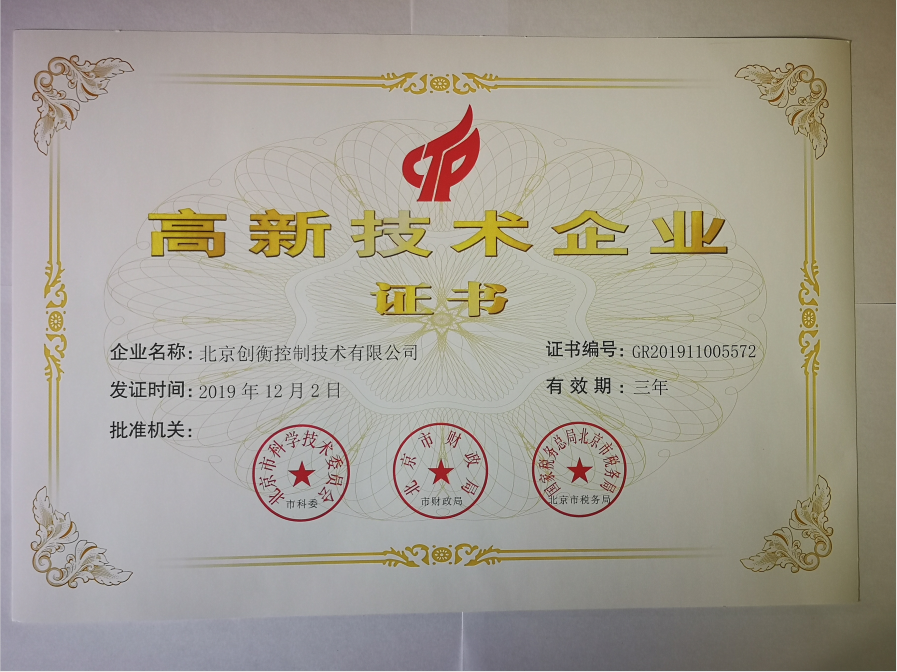 高新技术企业
证书
企业名称：北京创衡控制技术有限公司
证书编号：GR201911005572
发证时间：2019年12月2日
有效期：三年
批准机关：
北京市科学技术委员会
市科委
北京市财政局
市财政局
国家税务总局北京市税务局
北京市税务局